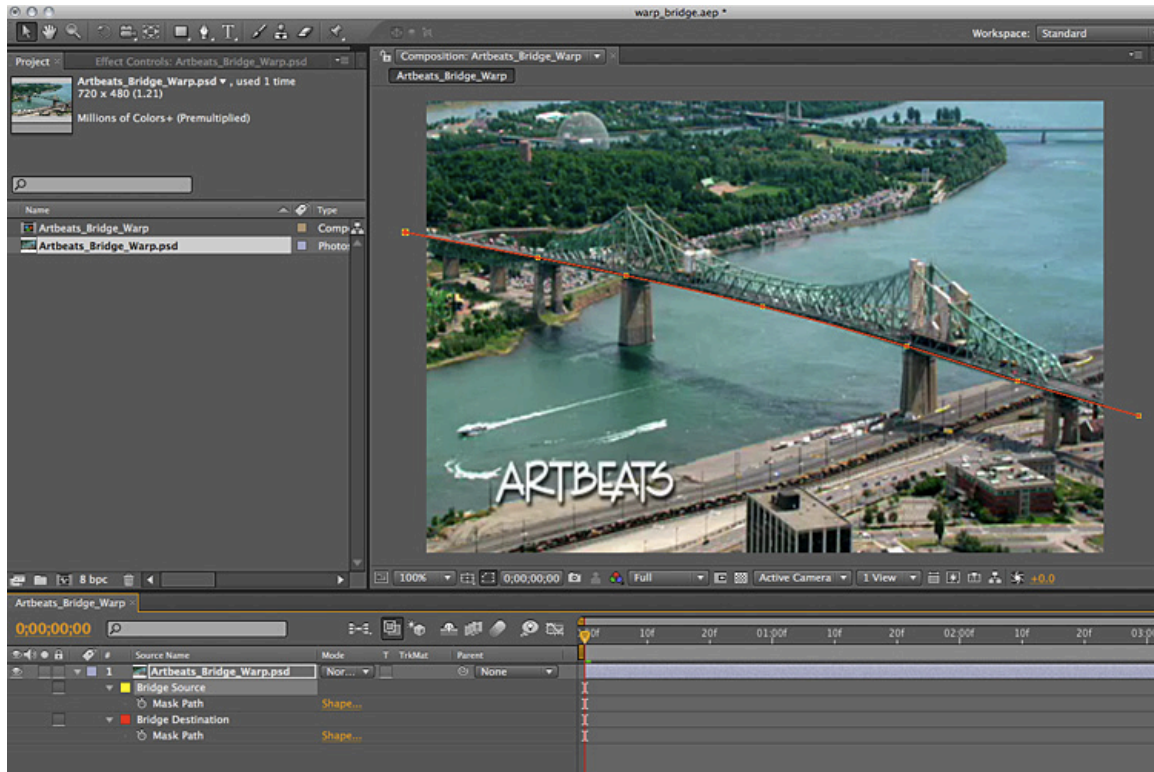 warp_bridge.aep *
Workspace: Standard
Project
Effect Controls: Artbeats_Bridge_Warp.psd
Composition: Artbeats_Bridge_Warp
Artbeats_Bridge_Warp
Artbeats_Bridge_Warp.psd ▾ , used 1 time
720 x 480 (1.21)
Millions of Colors+ (Premultiplied)
Name Type
Artbeats_Bridge_Warp Comp
Artbeats_Bridge_Warp.psd Photo
ARTBEATS
8 bpc
100% 0;00;00;00 Full Active Camera 1 View +0.0
Artbeats_Bridge_Warp
0;00;00;00
10f 20f 01;00f 10f 20f 02;00f 10f 20f 03;0
# Source Name Mode T TrkMat Parent
1 Artbeats_Bridge_Warp.psd Nor... None
Bridge Source
Mask Path Shape...
Bridge Destination
Mask Path Shape...